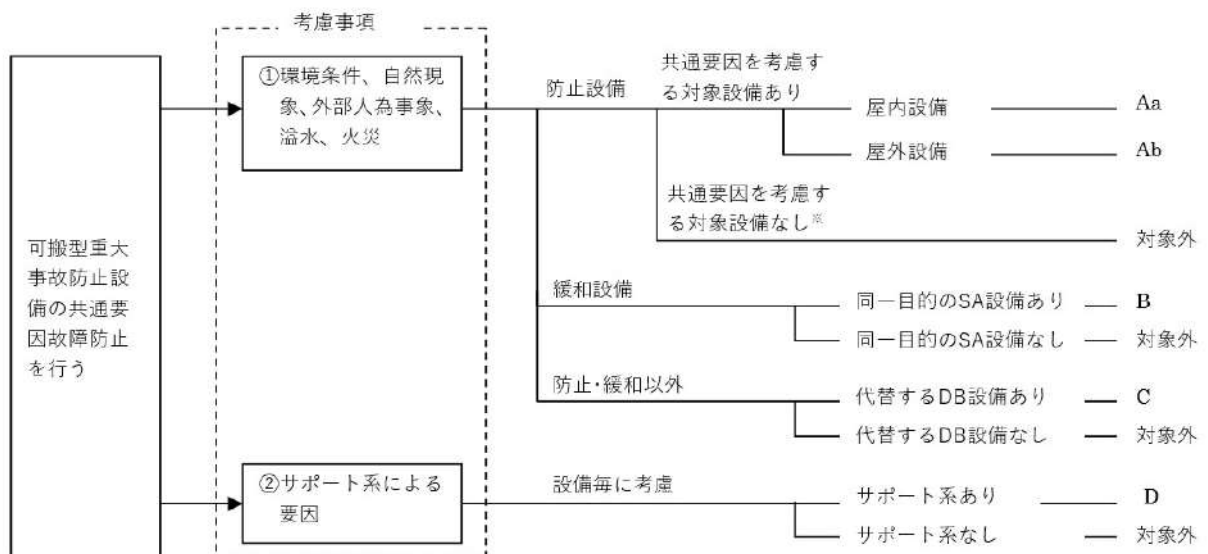 考慮事項
可搬型重大
事故防止設
備の共通要
因故障防止
を行う
①環境条件、自然現
象、外部人為事象、
溢水、火災
防止設備
共通要因を考慮す
る対象設備あり
屋内設備
Aa
屋外設備
Ab
共通要因を考慮す
る対象設備なし※
対象外
緩和設備
同一目的のSA設備あり
B
同一目的のSA設備なし
対象外
防止・緩和以外
代替するDB設備あり
C
代替するDB設備なし
対象外
②サポート系による
要因
設備毎に考慮
サポート系あり
D
サポート系なし
対象外